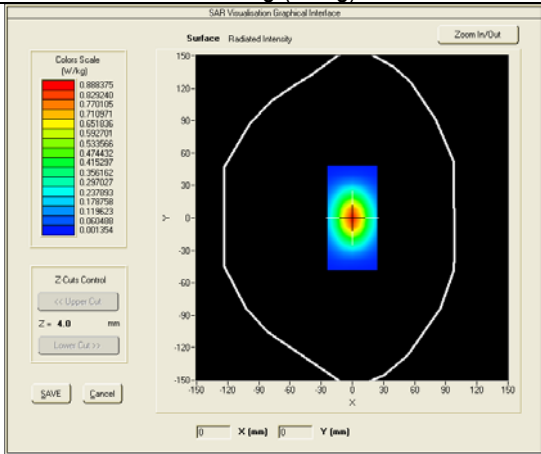 SAR Visualisation Graphical Interface
Surface Radiated Intensity
Zoom In/Out
Colors Scale
(W/kg)
0.888375
0.829240
0.770105
0.710971
0.651836
0.592701
0.533566
0.474432
0.415297
0.356162
0.297027
0.237893
0.178758
0.119623
0.060488
0.001354
150
120
90
60
30
0
-30
-60
-90
-120
-150
Y
-150 -120 -90 -60 -30 0 30 60 90 120 150
X
Z-Cuts Control
<< Upper Cut
Z = 4.0 mm
Lower Cut >>
SAVE Cancel
0 X (mm) 0 Y (mm)